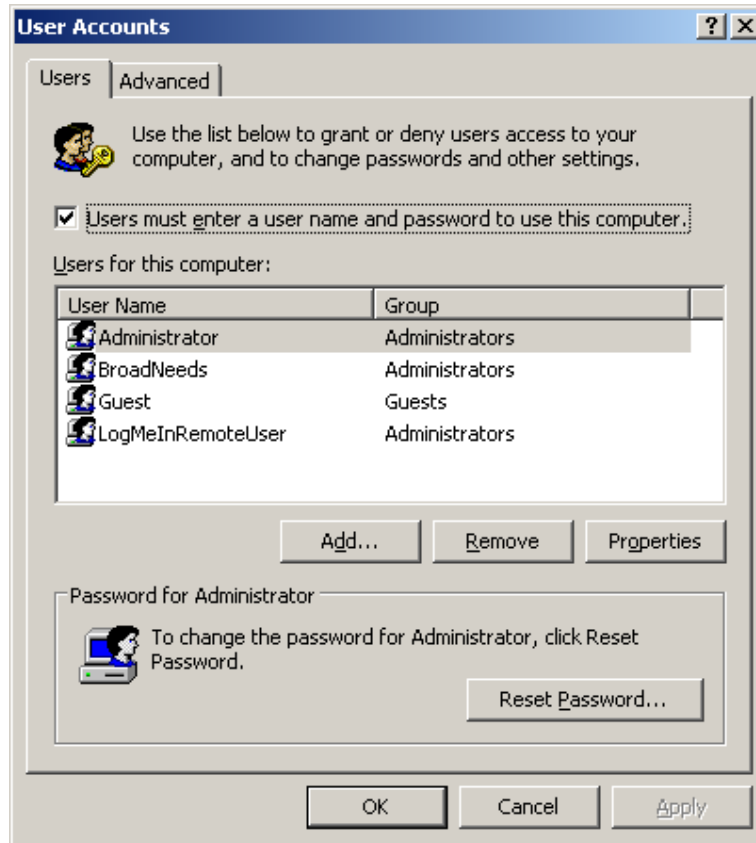 User Accounts
Users
Advanced
Use the list below to grant or deny users access to your
computer, and to change passwords and other settings.
Users must enter a user name and password to use this computer.
Users for this computer:
User Name Group
Administrator Administrators
BroadNeeds Administrators
Guest Guests
LogMeInRemoteUser Administrators
Add... Remove Properties
Password for Administrator
To change the password for Administrator, click Reset
Password.
Reset Password...
OK Cancel Apply